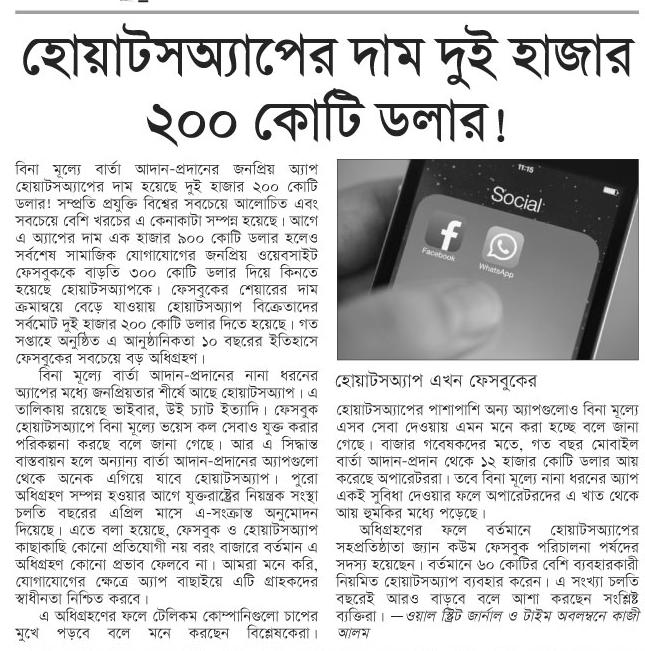 হোয়াটসঅ্যাপের দাম দুই হাজার
২০০ কোটি ডলার!
বিনা মূল্যে বার্তা আদান-প্রদানের জনপ্রিয় অ্যাপ
হোয়াটসঅ্যাপের দাম হয়েছে দুই হাজার ২০০ কোটি
ডলার! সম্প্রতি প্রযুক্তি বিশ্বের সবচেয়ে আলোচিত এবং
সবচেয়ে বেশি খরচের এ কেনাকাটা সম্পন্ন হয়েছে। আগে
এ অ্যাপের দাম এক হাজার ৯০০ কোটি ডলার হলেও
সর্বশেষ সামাজিক যোগাযোগের জনপ্রিয় ওয়েবসাইট
ফেসবুককে বাড়তি ৩০০ কোটি ডলার দিয়ে কিনতে
হয়েছে হোয়াটসঅ্যাপকে। ফেসবুকের শেয়ারের দাম
ক্রমান্বয়ে বেড়ে যাওয়ায় হোয়াটসঅ্যাপ বিক্রেতাদের
সর্বমোট দুই হাজার ২০০ কোটি ডলার দিতে হয়েছে। গত
সপ্তাহে অনুষ্ঠিত এ আনুষ্ঠানিকতা ১০ বছরের ইতিহাসে
ফেসবুকের সবচেয়ে বড় অধিগ্রহণ।
বিনা মূল্যে বার্তা আদান-প্রদানের নানা ধরনের
অ্যাপের মধ্যে জনপ্রিয়তার শীর্ষে আছে হোয়াটসঅ্যাপ। এ
তালিকায় রয়েছে ভাইবার, উই চ্যাট ইত্যাদি। ফেসবুক
হোয়াটসঅ্যাপে বিনা মূল্যে ভয়েস কল সেবাও যুক্ত করার
পরিকল্পনা করছে বলে জানা গেছে। আর এ সিদ্ধান্ত
বাস্তবায়ন হলে অন্যান্য বার্তা আদান-প্রদানের অ্যাপগুলো
থেকে অনেক এগিয়ে যাবে হোয়াটসঅ্যাপ। পুরো
অধিগ্রহণ সম্পন্ন হওয়ার আগে যুক্তরাষ্ট্রের নিয়ন্ত্রক সংস্থা
চলতি বছরের এপ্রিল মাসে এ-সংক্রান্ত অনুমোদন
দিয়েছে। এতে বলা হয়েছে, ফেসবুক ও হোয়াটসঅ্যাপ
কাছাকাছি কোনো প্রতিযোগী নয় বরং বাজারে বর্তমান এ
অধিগ্রহণ কোনো প্রভাব ফেলবে না। আমরা মনে করি,
যোগাযোগের ক্ষেত্রে অ্যাপ বাছাইয়ে এটি গ্রাহকদের
স্বাধীনতা নিশ্চিত করবে।
এ অধিগ্রহণের ফলে টেলিকম কোম্পানিগুলো চাপের
মুখে পড়বে বলে মনে করছেন বিশ্লেষকেরা।
11:15
Social
Facebook
WhatsApp
হোয়াটসঅ্যাপ এখন ফেসবুকের
হোয়াটসঅ্যাপের পাশাপাশি অন্য অ্যাপগুলোও বিনা মূল্যে
এসব সেবা দেওয়ায় এমন মনে করা হচ্ছে বলে জানা
গেছে। বাজার গবেষকদের মতে, গত বছর মোবাইল
বার্তা আদান-প্রদান থেকে ১২ হাজার কোটি ডলার আয়
করেছে অপারেটররা। তবে বিনা মূল্যে নানা ধরনের অ্যাপ
একই সুবিধা দেওয়ার ফলে অপারেটরদের এ খাত থেকে
আয় হুমকির মধ্যে পড়েছে।
অধিগ্রহণের ফলে বর্তমানে হোয়াটসঅ্যাপের
সহপ্রতিষ্ঠাতা জ্যান কউম ফেসবুক পরিচালনা পর্ষদের
সদস্য হয়েছেন। বর্তমানে ৬০ কোটির বেশি ব্যবহারকারী
নিয়মিত হোয়াটসঅ্যাপ ব্যবহার করেন। এ সংখ্যা চলতি
বছরেই আরও বাড়বে বলে আশা করছেন সংশ্লিষ্ট
ব্যক্তিরা। —ওয়াল স্ট্রিট জার্নাল ও টাইম অবলম্বনে কাজী
আলম